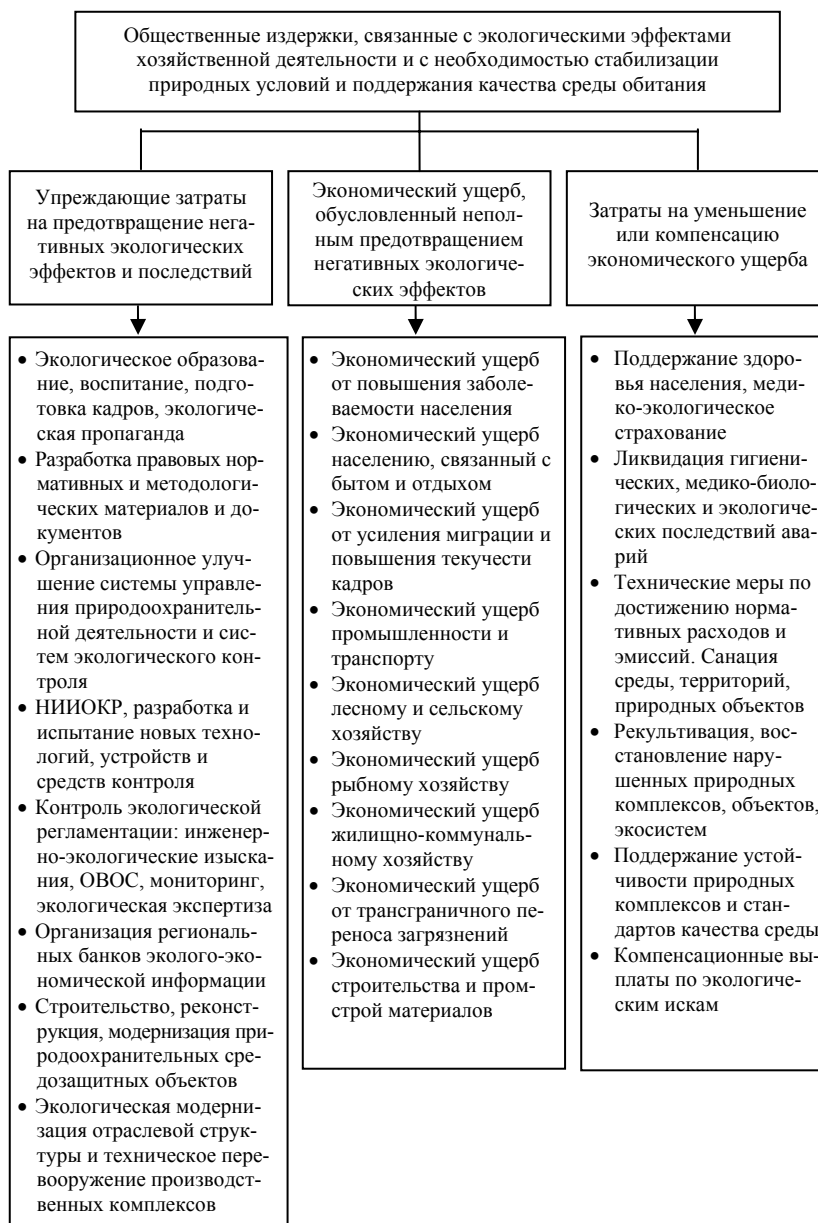 Общественные издержки, связанные с экологическими эффектами
хозяйственной деятельности и с необходимостью стабилизации
природных условий и поддержания качества среды обитания
Упреждающие затраты
на предотвращение нега-
тивных экологических
эффектов и последствий
Экономический ущерб,
обусловленный непол-
ным предотвращением
негативных экологиче-
ских эффектов
Затраты на уменьшение
или компенсацию
экономического ущерба
• Экологическое образова-
ние, воспитание, подго-
товка кадров, экологиче-
ская пропаганда
• Разработка правовых нор-
мативных и методологи-
ческих материалов и до-
кументов
• Организационное улуч-
шение системы управле-
ния природоохранитель-
ной деятельности и сис-
тем экологического кон-
троля
• НИИОКР, разработка и
испытание новых техно-
логий, устройств и
средств контроля
• Контроль экологической
регламентации: инженер-
но-экологические изыска-
ния, ОВОС, мониторинг,
экологическая экспертиза
• Организация региональ-
ных банков эколого-эко-
номической информации
• Строительство, реконст-
рукция, модернизация при-
родоохранительных сре-
дозащитных объектов
• Экологическая модерни-
зация отраслевой струк-
туры и техническое пере-
вооружение производст-
венных комплексов
• Экономический ущерб
от повышения заболе-
ваемости населения
• Экономический ущерб
населению, связанный с
бытом и отдыхом
• Экономический ущерб
от усиления миграции и
повышения текучести
кадров
• Экономический ущерб
промышленности и
транспорту
• Экономический ущерб
лесному и сельскому
хозяйству
• Экономический ущерб
рыбному хозяйству
• Экономический ущерб
жилищно-коммуналь-
ному хозяйству
• Экономический ущерб
от трансграничного пе-
реноса загрязнений
• Экономический ущерб
строительства и пром-
строй материалов
• Поддержание здоро-
вья населения, меди-
ко-экологическое
страхование
• Ликвидация гигиени-
ческих, медико-биоло-
гических и экологиче-
ских последствий ава-
рий
• Технические меры по
достижению норма-
тивных расходов и
эмиссий. Санация
среды, территорий,
природных объектов
• Рекультивация, вос-
становление нару-
шенных природных
комплексов, объектов,
экосистем
• Поддержание устой-
чивости природных
комплексов и стан-
дартов качества среды
• Компенсационные вы-
платы по экологиче-
ским искам